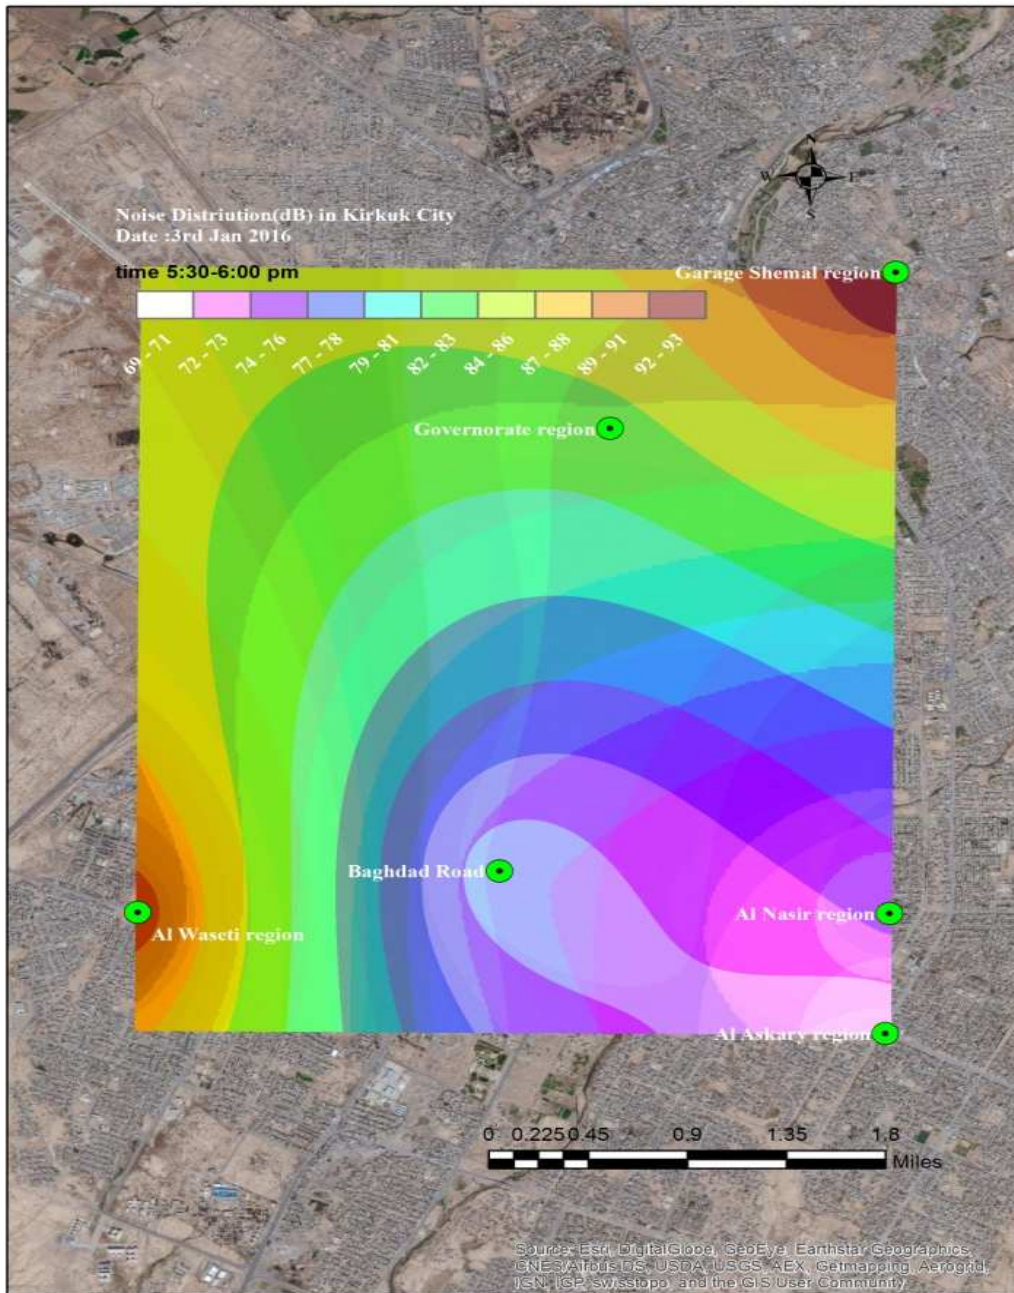 N
W E
S
Noise Distriution(dB) in Kirkuk City
Date :3rd Jan 2016
time 5:30-6:00 pm
Garage Shemal region
69 - 71
72 - 73
74 - 76
77 - 78
79 - 81
82 - 83
84 - 86
87 - 88
89 - 91
92 - 93
Governorate region
Baghdad Road
Al Waseti region
Al Nasir region
Al Askary region
0 0.225 0.45 0.9 1.35 1.8
Miles
Source: Esri, DigitalGlobe, GeoEye, Earthstar Geographics,
CNES/Airbus DS, USDA, USGS, AEX, Getmapping, Aerogrid,
IGN, IGP, swisstopo, and the GIS User Community